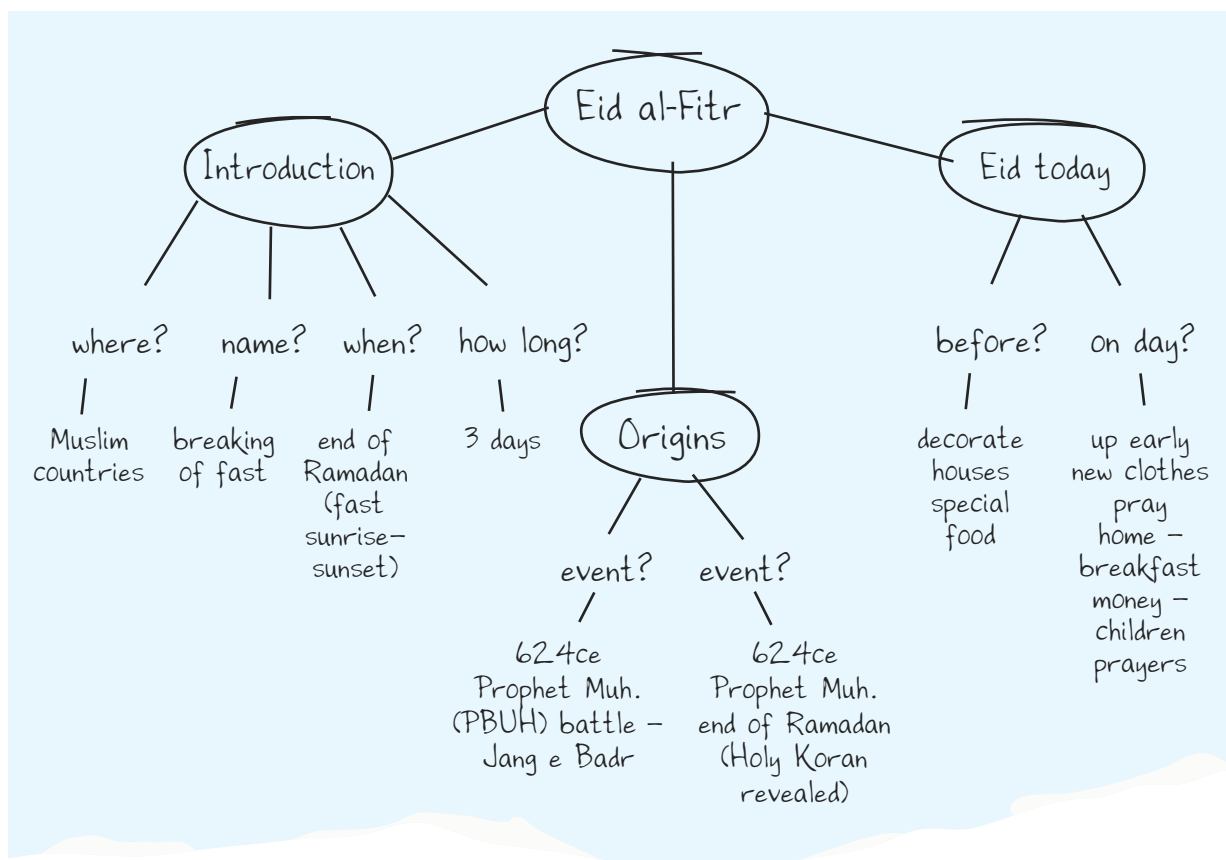 Eid al-Fitr
Introduction
where?
Muslim
countries
name?
breaking
of fast
when?
end of
Ramadan
(fast
sunrise–
sunset)
how long?
3 days
Origins
event?
624ce
Prophet Muh.
(PBUH) battle –
Jang e Badr
event?
624ce
Prophet Muh.
end of Ramadan
(Holy Koran
revealed)
Eid today
before?
decorate
houses
special
food
on day?
up early
new clothes
pray
home –
breakfast
money –
children
prayers